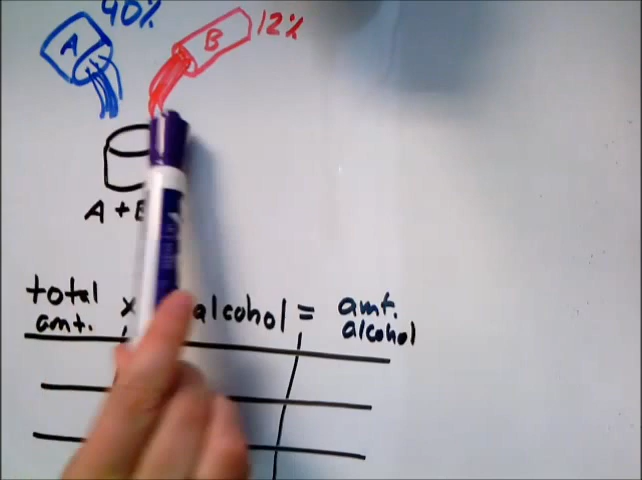 40%
A
B 12%
A + B
total
amt. x alcohol = amt.
alcohol